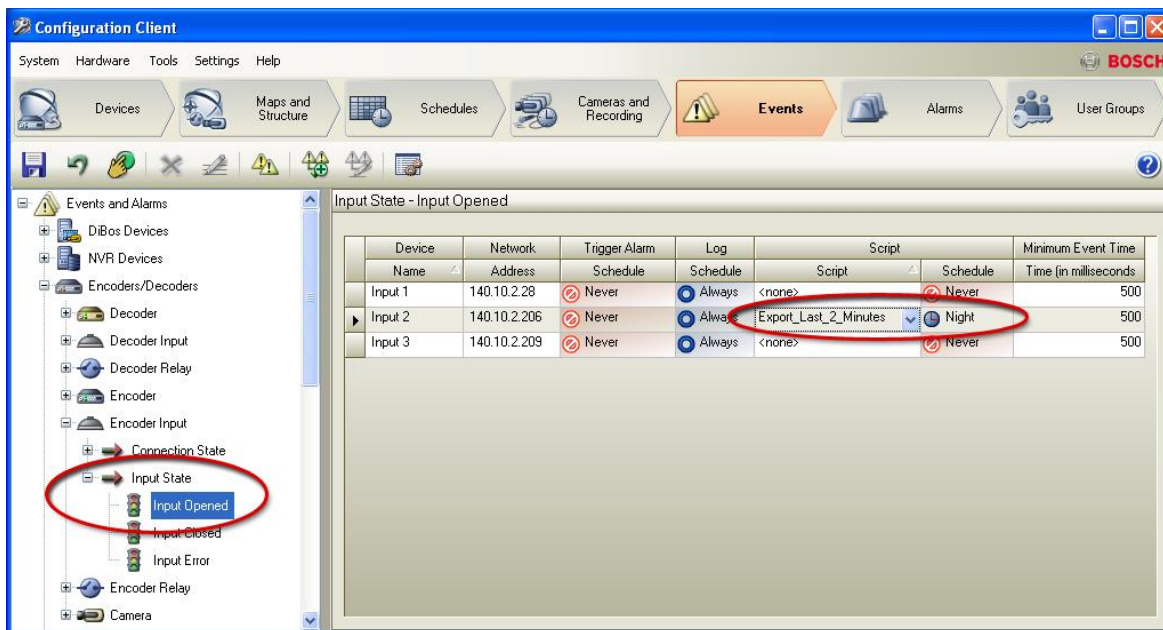 Configuration Client
System Hardware Tools Settings Help
BOSCH
Devices
Maps and
Structure
Schedules
Cameras and
Recording
Events
Alarms
User Groups
Events and Alarms
DiBos Devices
NVR Devices
Encoders/Decoders
Decoder
Decoder Input
Decoder Relay
Encoder
Encoder Input
Connection State
Input State
Input Opened
Input Closed
Input Error
Encoder Relay
Camera
Input State - Input Opened
Device Network Trigger Alarm Log Script Minimum Event Time
Name Address Schedule Schedule Script Schedule Time (in milliseconds
Input 1 140.10.2.28 Never Always <none> Never 500
Input 2 140.10.2.206 Never Always Export_Last_2_Minutes Night 500
Input 3 140.10.2.209 Never Always <none> Never 500